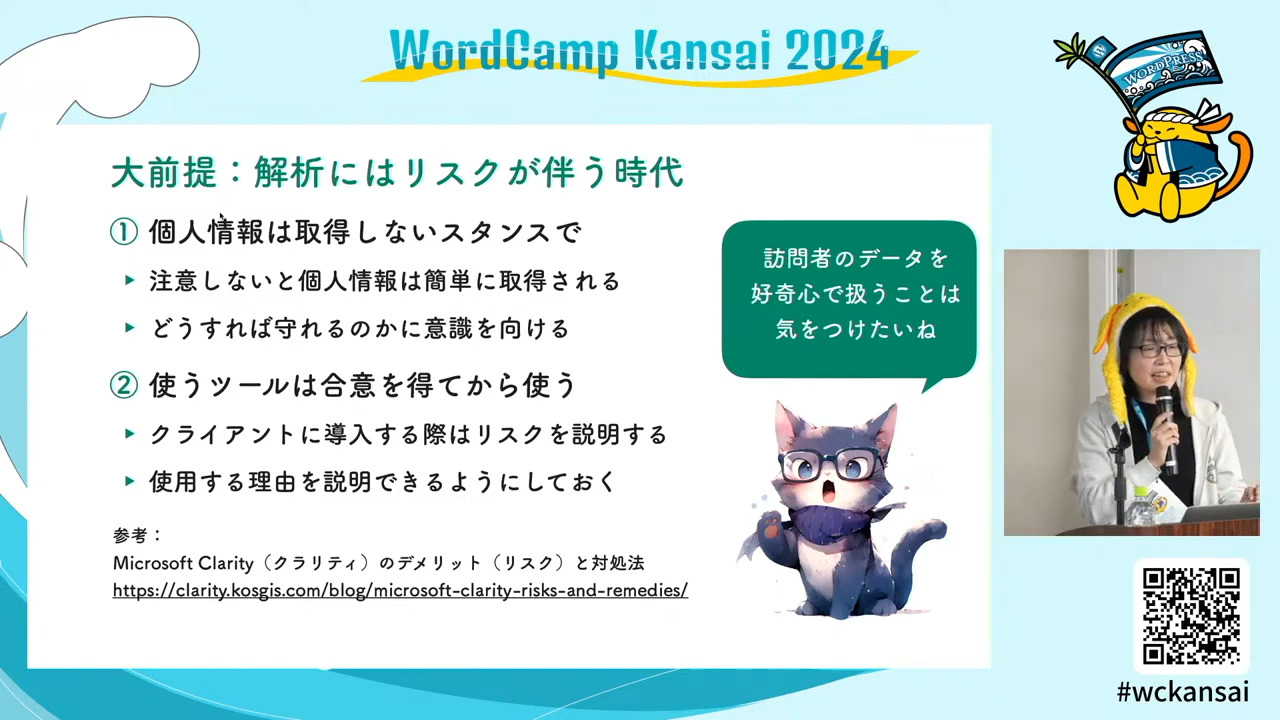 WordCamp Kansai 2024
WORDPRESS
大前提：解析にはリスクが伴う時代
① 個人情報は取得しないスタンスで
▶ 注意しないと個人情報は簡単に取得される
▶ どうすれば守れるのかに意識を向ける
② 使うツールは合意を得てから使う
▶ クライアントに導入する際はリスクを説明する
▶ 使用する理由を説明できるようにしておく
参考：
Microsoft Clarity（クラリティ）のデメリット（リスク）と対処法
https://clarity.kosgis.com/blog/microsoft-clarity-risks-and-remedies/
訪問者のデータを
好奇心で扱うことは
気をつけたいね
#wckansai